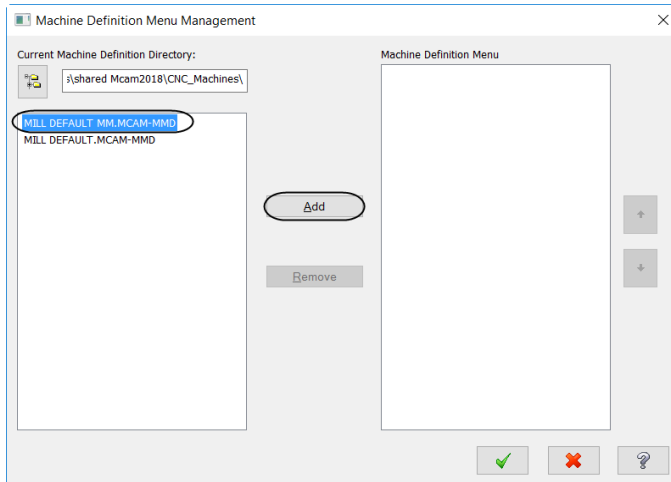 Machine Definition Menu Management
Current Machine Definition Directory:
s\shared Mcam2018\CNC_Machines\
MILL DEFAULT MM.MCAM-MMD
MILL DEFAULT.MCAM-MMD
Add
Remove
Machine Definition Menu